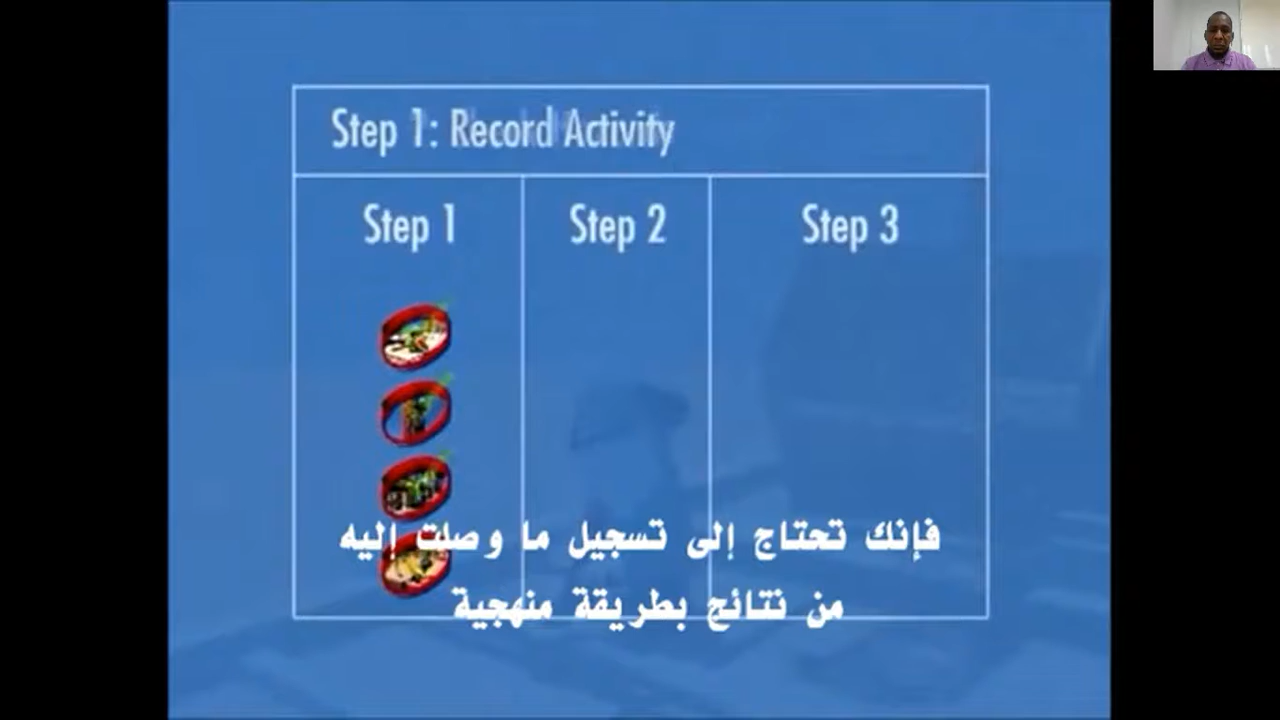 Step 1: Record Activity
Step 1
Step 2
Step 3
فإنك تحتاج إلى تسجيل ما وصلت إليه
من نتائج بطريقة منهجية